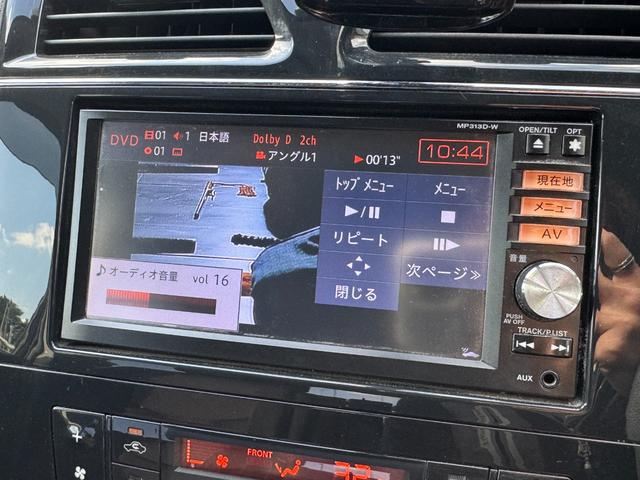 MP313D-W
DVD 01 1 日本語 Dolby D 2ch
01 アングル1 ▶00'13" 10:44
トップメニュー メニュー
▶/❚❚ ■
リピート ❚❚▶
次ページ≫
閉じる
オーディオ音量 vol 16
OPEN/TILT OPT
現在地
メニュー
AV
音量
PUSH
AV OFF
TRACK/P.LIST
AUX
FRONT